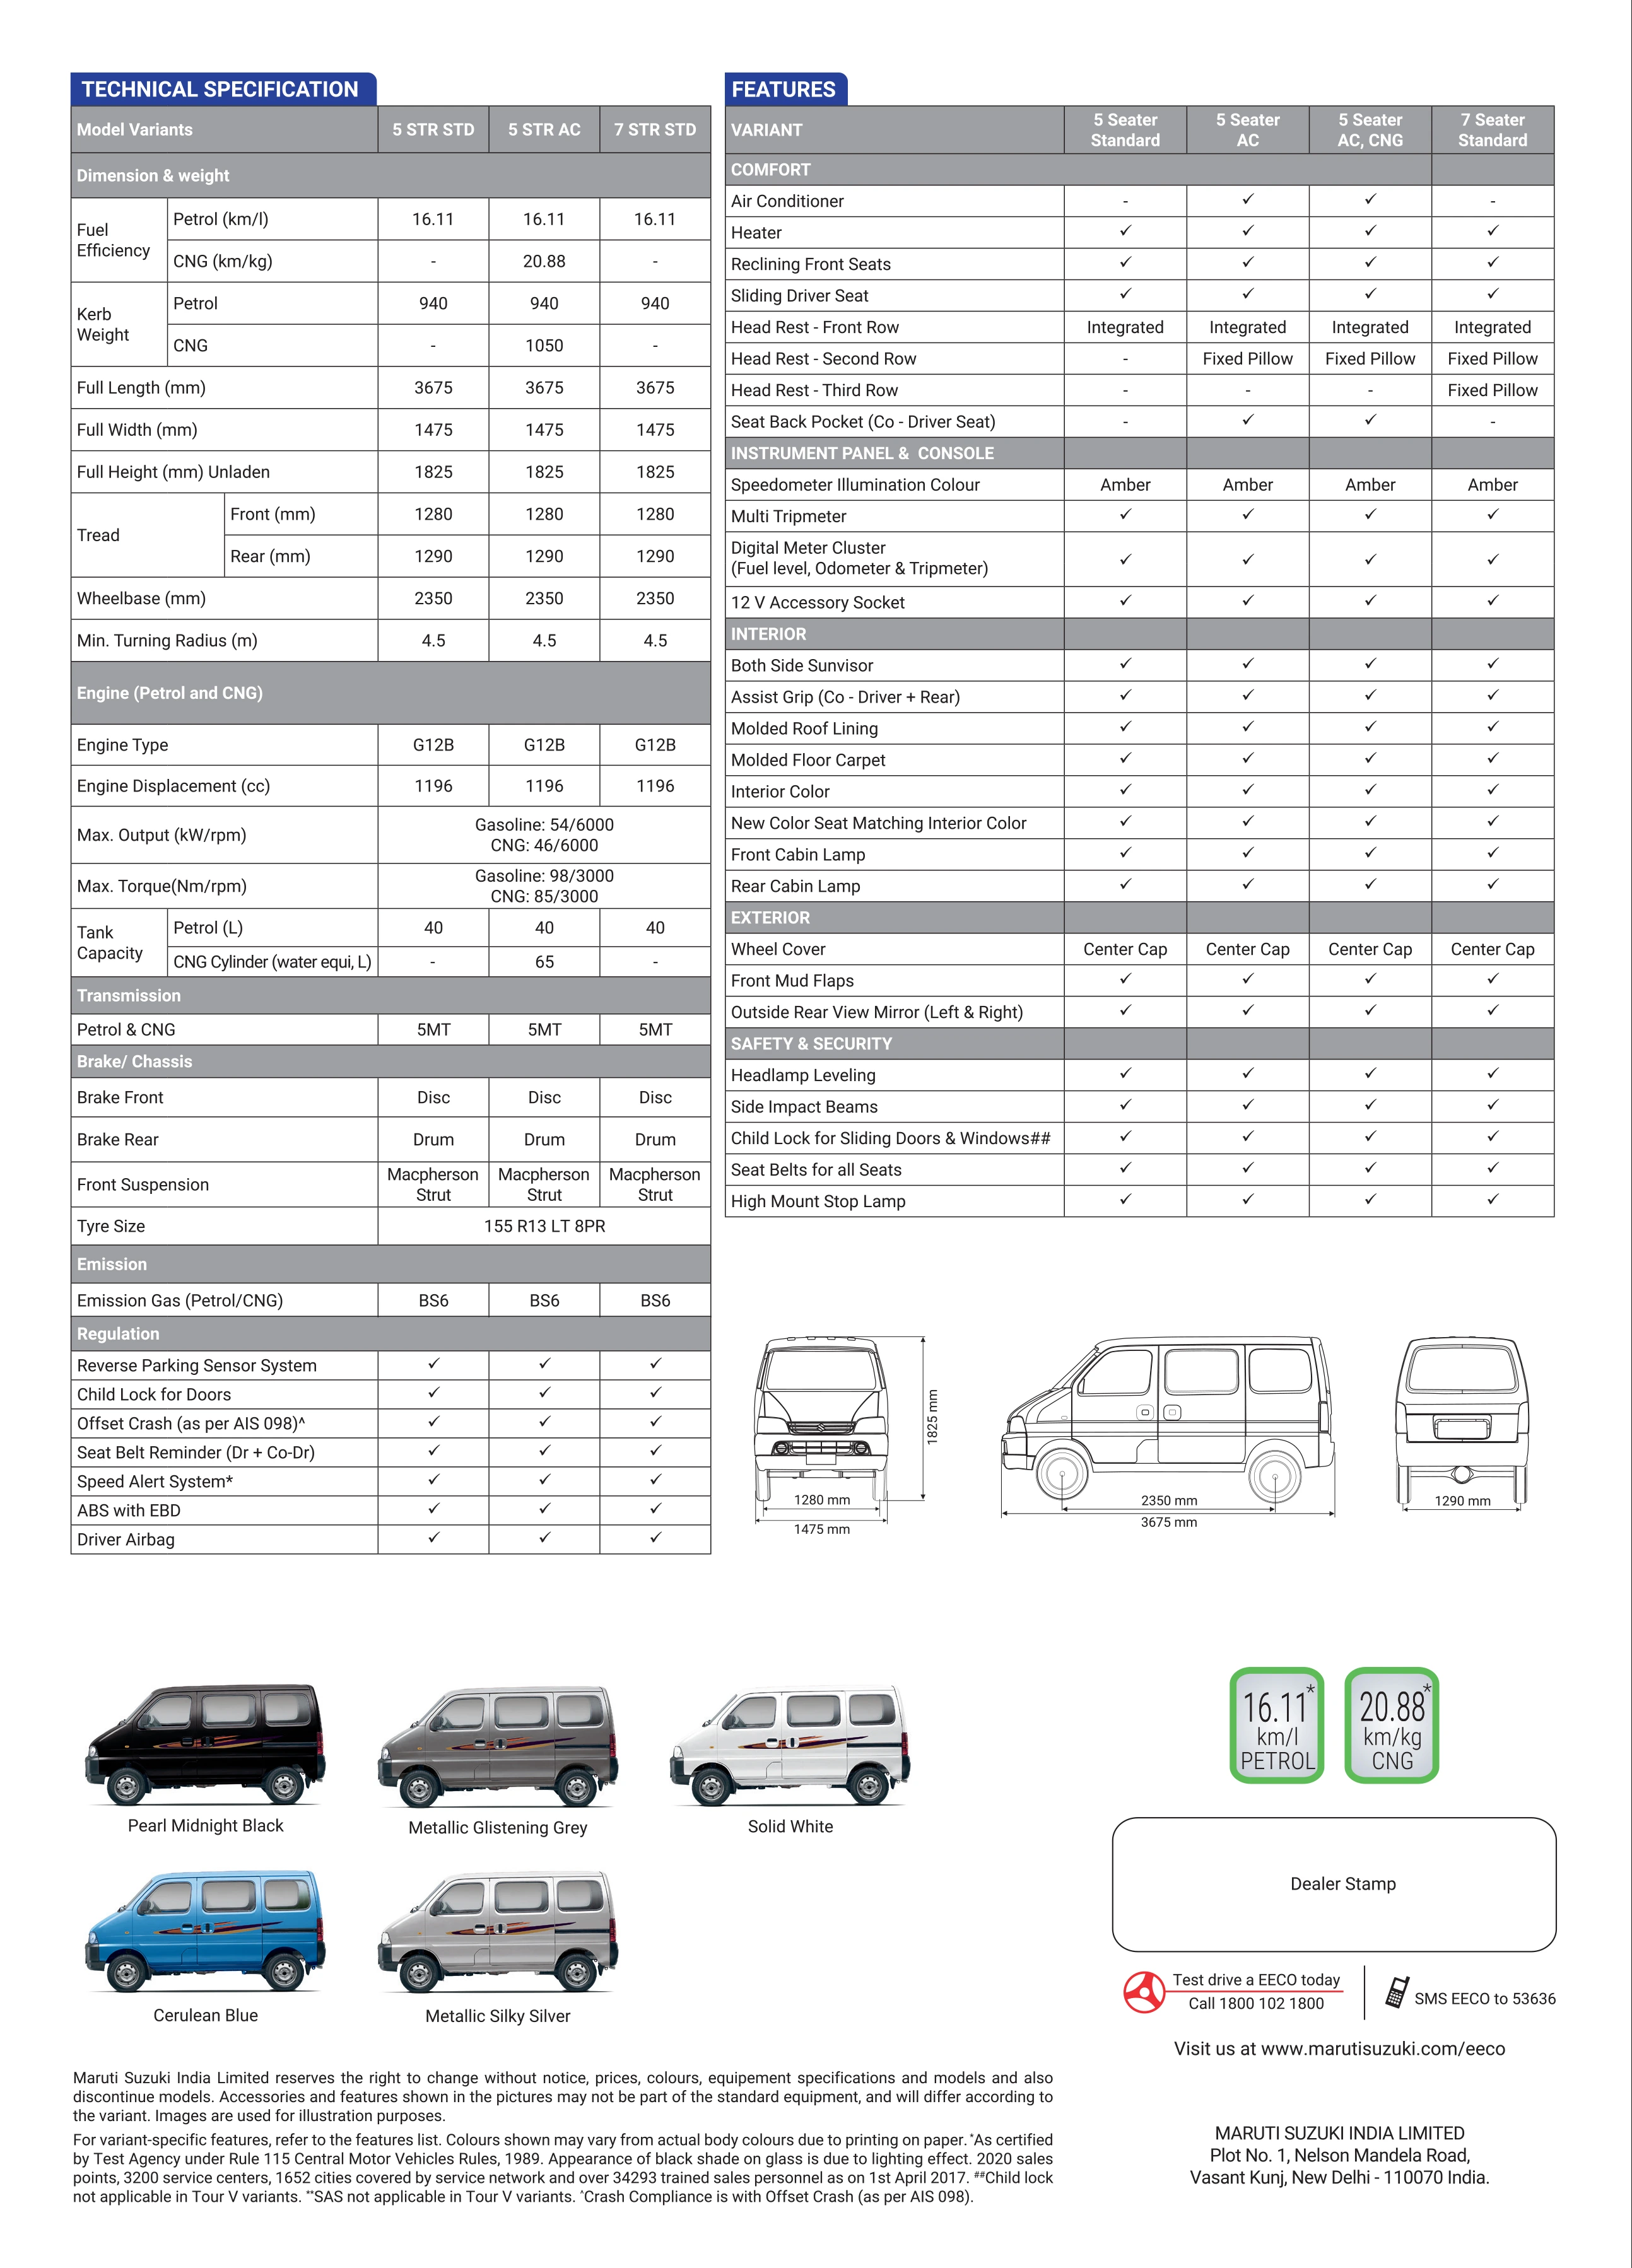 TECHNICAL SPECIFICATION
Model Variants 5 STR STD 5 STR AC 7 STR STD
Dimension & weight
Fuel Efficiency Petrol (km/l) 16.11 16.11 16.11
CNG (km/kg) - 20.88 -
Kerb Weight Petrol 940 940 940
CNG - 1050 -
Full Length (mm) 3675 3675 3675
Full Width (mm) 1475 1475 1475
Full Height (mm) Unladen 1825 1825 1825
Tread Front (mm) 1280 1280 1280
Rear (mm) 1290 1290 1290
Wheelbase (mm) 2350 2350 2350
Min. Turning Radius (m) 4.5 4.5 4.5
Engine (Petrol and CNG)
Engine Type G12B G12B G12B
Engine Displacement (cc) 1196 1196 1196
Max. Output (kW/rpm) Gasoline: 54/6000
CNG: 46/6000
Max. Torque(Nm/rpm) Gasoline: 98/3000
CNG: 85/3000
Tank Capacity Petrol (L) 40 40 40
CNG Cylinder (water equi, L) - 65 -
Transmission
Petrol & CNG 5MT 5MT 5MT
Brake/ Chassis
Brake Front Disc Disc Disc
Brake Rear Drum Drum Drum
Front Suspension Macpherson Strut Macpherson Strut Macpherson Strut
Tyre Size 155 R13 LT 8PR
Emission
Emission Gas (Petrol/CNG) BS6 BS6 BS6
Regulation
Reverse Parking Sensor System ✓ ✓ ✓
Child Lock for Doors ✓ ✓ ✓
Offset Crash (as per AIS 098)^ ✓ ✓ ✓
Seat Belt Reminder (Dr + Co-Dr) ✓ ✓ ✓
Speed Alert System* ✓ ✓ ✓
ABS with EBD ✓ ✓ ✓
Driver Airbag ✓ ✓ ✓
FEATURES
VARIANT 5 Seater Standard 5 Seater AC 5 Seater AC, CNG 7 Seater Standard
COMFORT
Air Conditioner - ✓ ✓ -
Heater ✓ ✓ ✓ ✓
Reclining Front Seats ✓ ✓ ✓ ✓
Sliding Driver Seat ✓ ✓ ✓ ✓
Head Rest - Front Row Integrated Integrated Integrated Integrated
Head Rest - Second Row - Fixed Pillow Fixed Pillow Fixed Pillow
Head Rest - Third Row - - - Fixed Pillow
Seat Back Pocket (Co - Driver Seat) - ✓ ✓ -
INSTRUMENT PANEL & CONSOLE
Speedometer Illumination Colour Amber Amber Amber Amber
Multi Tripmeter ✓ ✓ ✓ ✓
Digital Meter Cluster
(Fuel level, Odometer & Tripmeter) ✓ ✓ ✓ ✓
12 V Accessory Socket ✓ ✓ ✓ ✓
INTERIOR
Both Side Sunvisor ✓ ✓ ✓ ✓
Assist Grip (Co - Driver + Rear) ✓ ✓ ✓ ✓
Molded Roof Lining ✓ ✓ ✓ ✓
Molded Floor Carpet ✓ ✓ ✓ ✓
Interior Color ✓ ✓ ✓ ✓
New Color Seat Matching Interior Color ✓ ✓ ✓ ✓
Front Cabin Lamp ✓ ✓ ✓ ✓
Rear Cabin Lamp ✓ ✓ ✓ ✓
EXTERIOR
Wheel Cover Center Cap Center Cap Center Cap Center Cap
Front Mud Flaps ✓ ✓ ✓ ✓
Outside Rear View Mirror (Left & Right) ✓ ✓ ✓ ✓
SAFETY & SECURITY
Headlamp Leveling ✓ ✓ ✓ ✓
Side Impact Beams ✓ ✓ ✓ ✓
Child Lock for Sliding Doors & Windows## ✓ ✓ ✓ ✓
Seat Belts for all Seats ✓ ✓ ✓ ✓
High Mount Stop Lamp ✓ ✓ ✓ ✓
1825 mm
1280 mm
1475 mm
2350 mm
3675 mm
1290 mm
Pearl Midnight Black
Metallic Glistening Grey
Solid White
Cerulean Blue
Metallic Silky Silver
16.11*
km/l
PETROL
20.88*
km/kg
CNG
Dealer Stamp
Test drive a EECO today
Call 1800 102 1800
SMS EECO to 53636
Visit us at www.marutisuzuki.com/eeco
Maruti Suzuki India Limited reserves the right to change without notice, prices, colours, equipement specifications and models and also
discontinue models. Accessories and features shown in the pictures may not be part of the standard equipment, and will differ according to
the variant. Images are used for illustration purposes.
For variant-specific features, refer to the features list. Colours shown may vary from actual body colours due to printing on paper. *As certified
by Test Agency under Rule 115 Central Motor Vehicles Rules, 1989. Appearance of black shade on glass is due to lighting effect. 2020 sales
points, 3200 service centers, 1652 cities covered by service network and over 34293 trained sales personnel as on 1st April 2017. ##Child lock
not applicable in Tour V variants. **SAS not applicable in Tour V variants. ^Crash Compliance is with Offset Crash (as per AIS 098).
MARUTI SUZUKI INDIA LIMITED
Plot No. 1, Nelson Mandela Road,
Vasant Kunj, New Delhi - 110070 India.